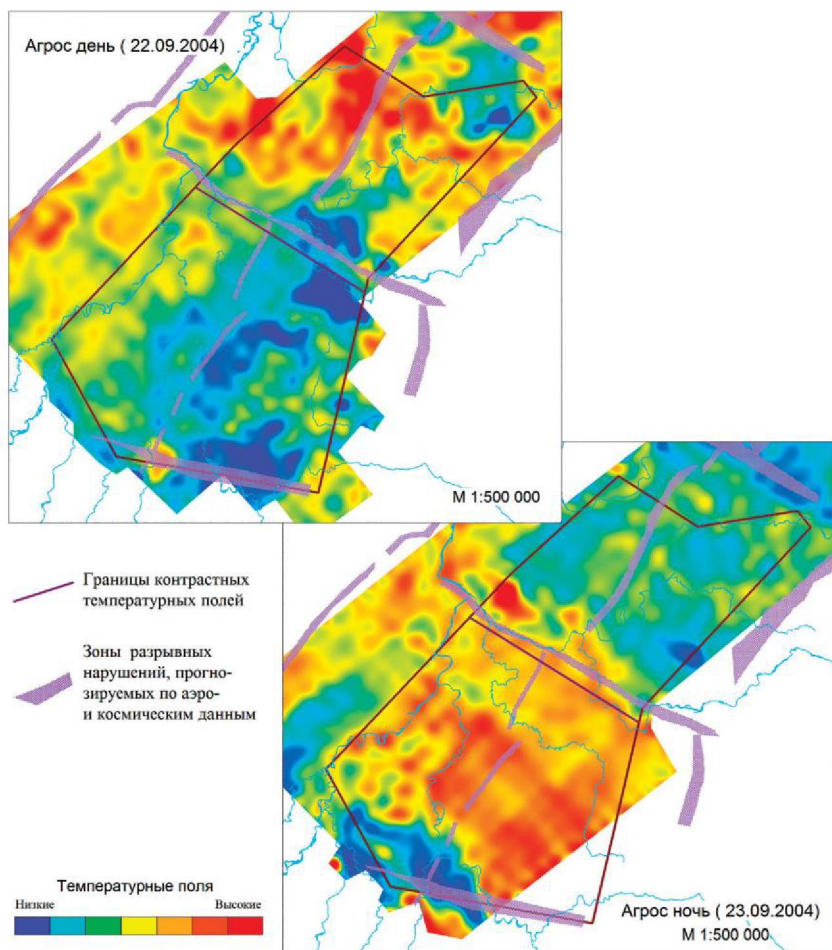 Агрос день ( 22.09.2004)
М 1:500 000
Границы контрастных
температурных полей
Зоны разрывных
нарушений, прогно-
зируемых по аэро-
и космическим данным
Температурные поля
Низкие Высокие
Агрос ночь ( 23.09.2004)
М 1:500 000